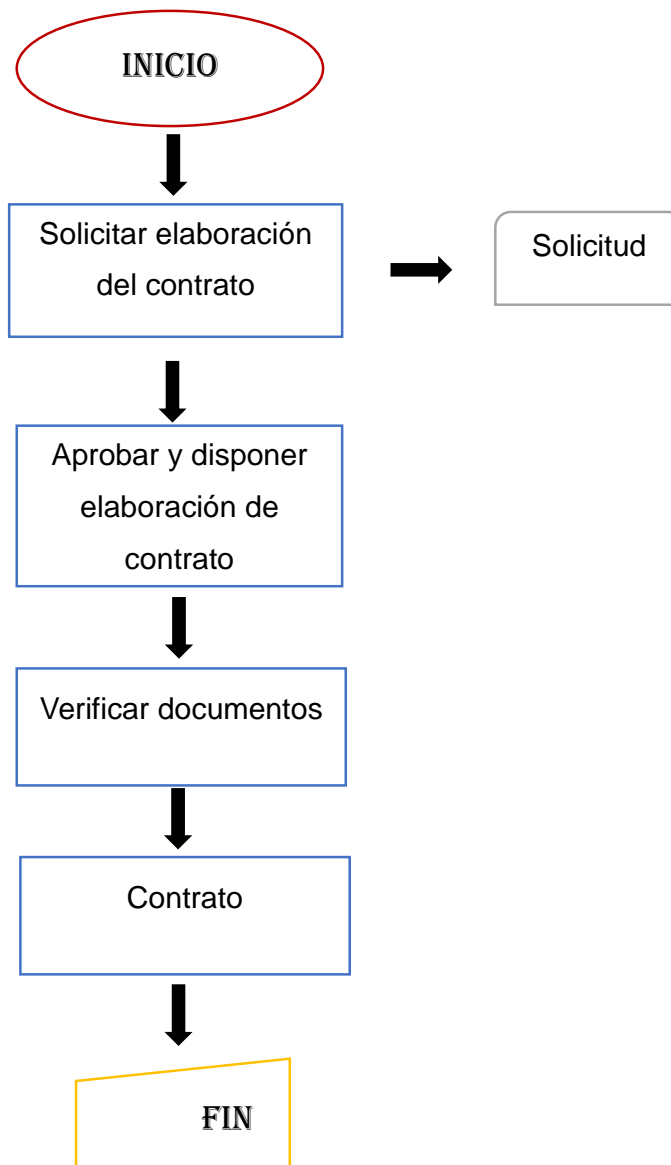 INICIO
Solicitar elaboración
del contrato
Solicitud
Aprobar y disponer
elaboración de
contrato
Verificar documentos
Contrato
FIN